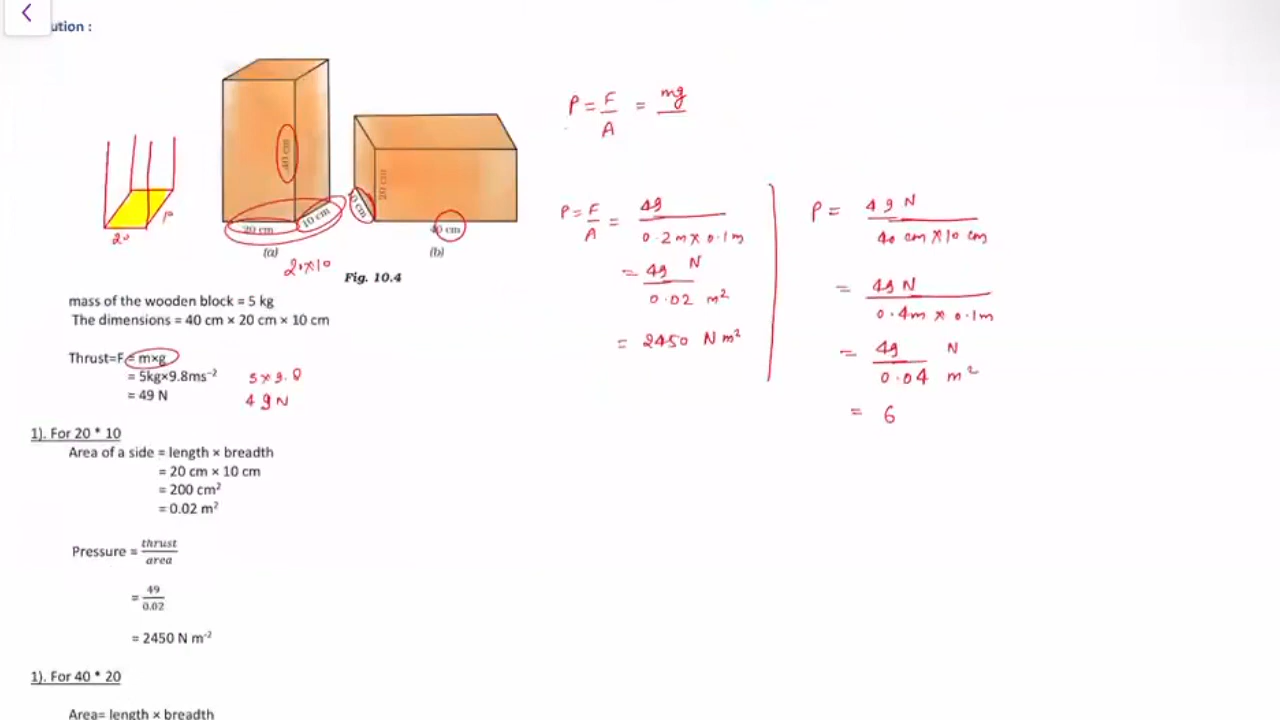 ution :
P = F/A = mg
40 cm
20 cm
10 cm
20 cm
0 cm
40 cm
20
10
(a)
(b)
20×10
Fig. 10.4
P = F/A = 49 / 0.2m × 0.1m
= 49 N / 0.02 m²
= 2450 N m²
P = 49 N / 40 cm × 10 cm
= 49 N / 0.4m × 0.1m
= 49 N / 0.04 m²
= 6
mass of the wooden block = 5 kg
The dimensions = 40 cm × 20 cm × 10 cm
Thrust=F = m×g
= 5kg×9.8ms⁻² 5×9.8
= 49 N 49N
1). For 20 * 10
Area of a side = length × breadth
= 20 cm × 10 cm
= 200 cm²
= 0.02 m²
Pressure = thrust/area
= 49/0.02
= 2450 N m⁻²
1). For 40 * 20
Area= length × breadth